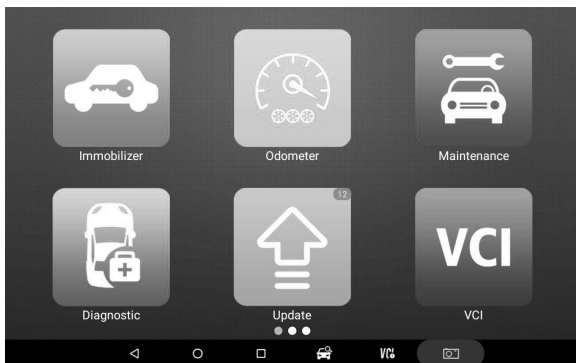 Immobilizer
Odometer
Maintenance
12
VCI
Diagnostic
Update
VCI
VCI